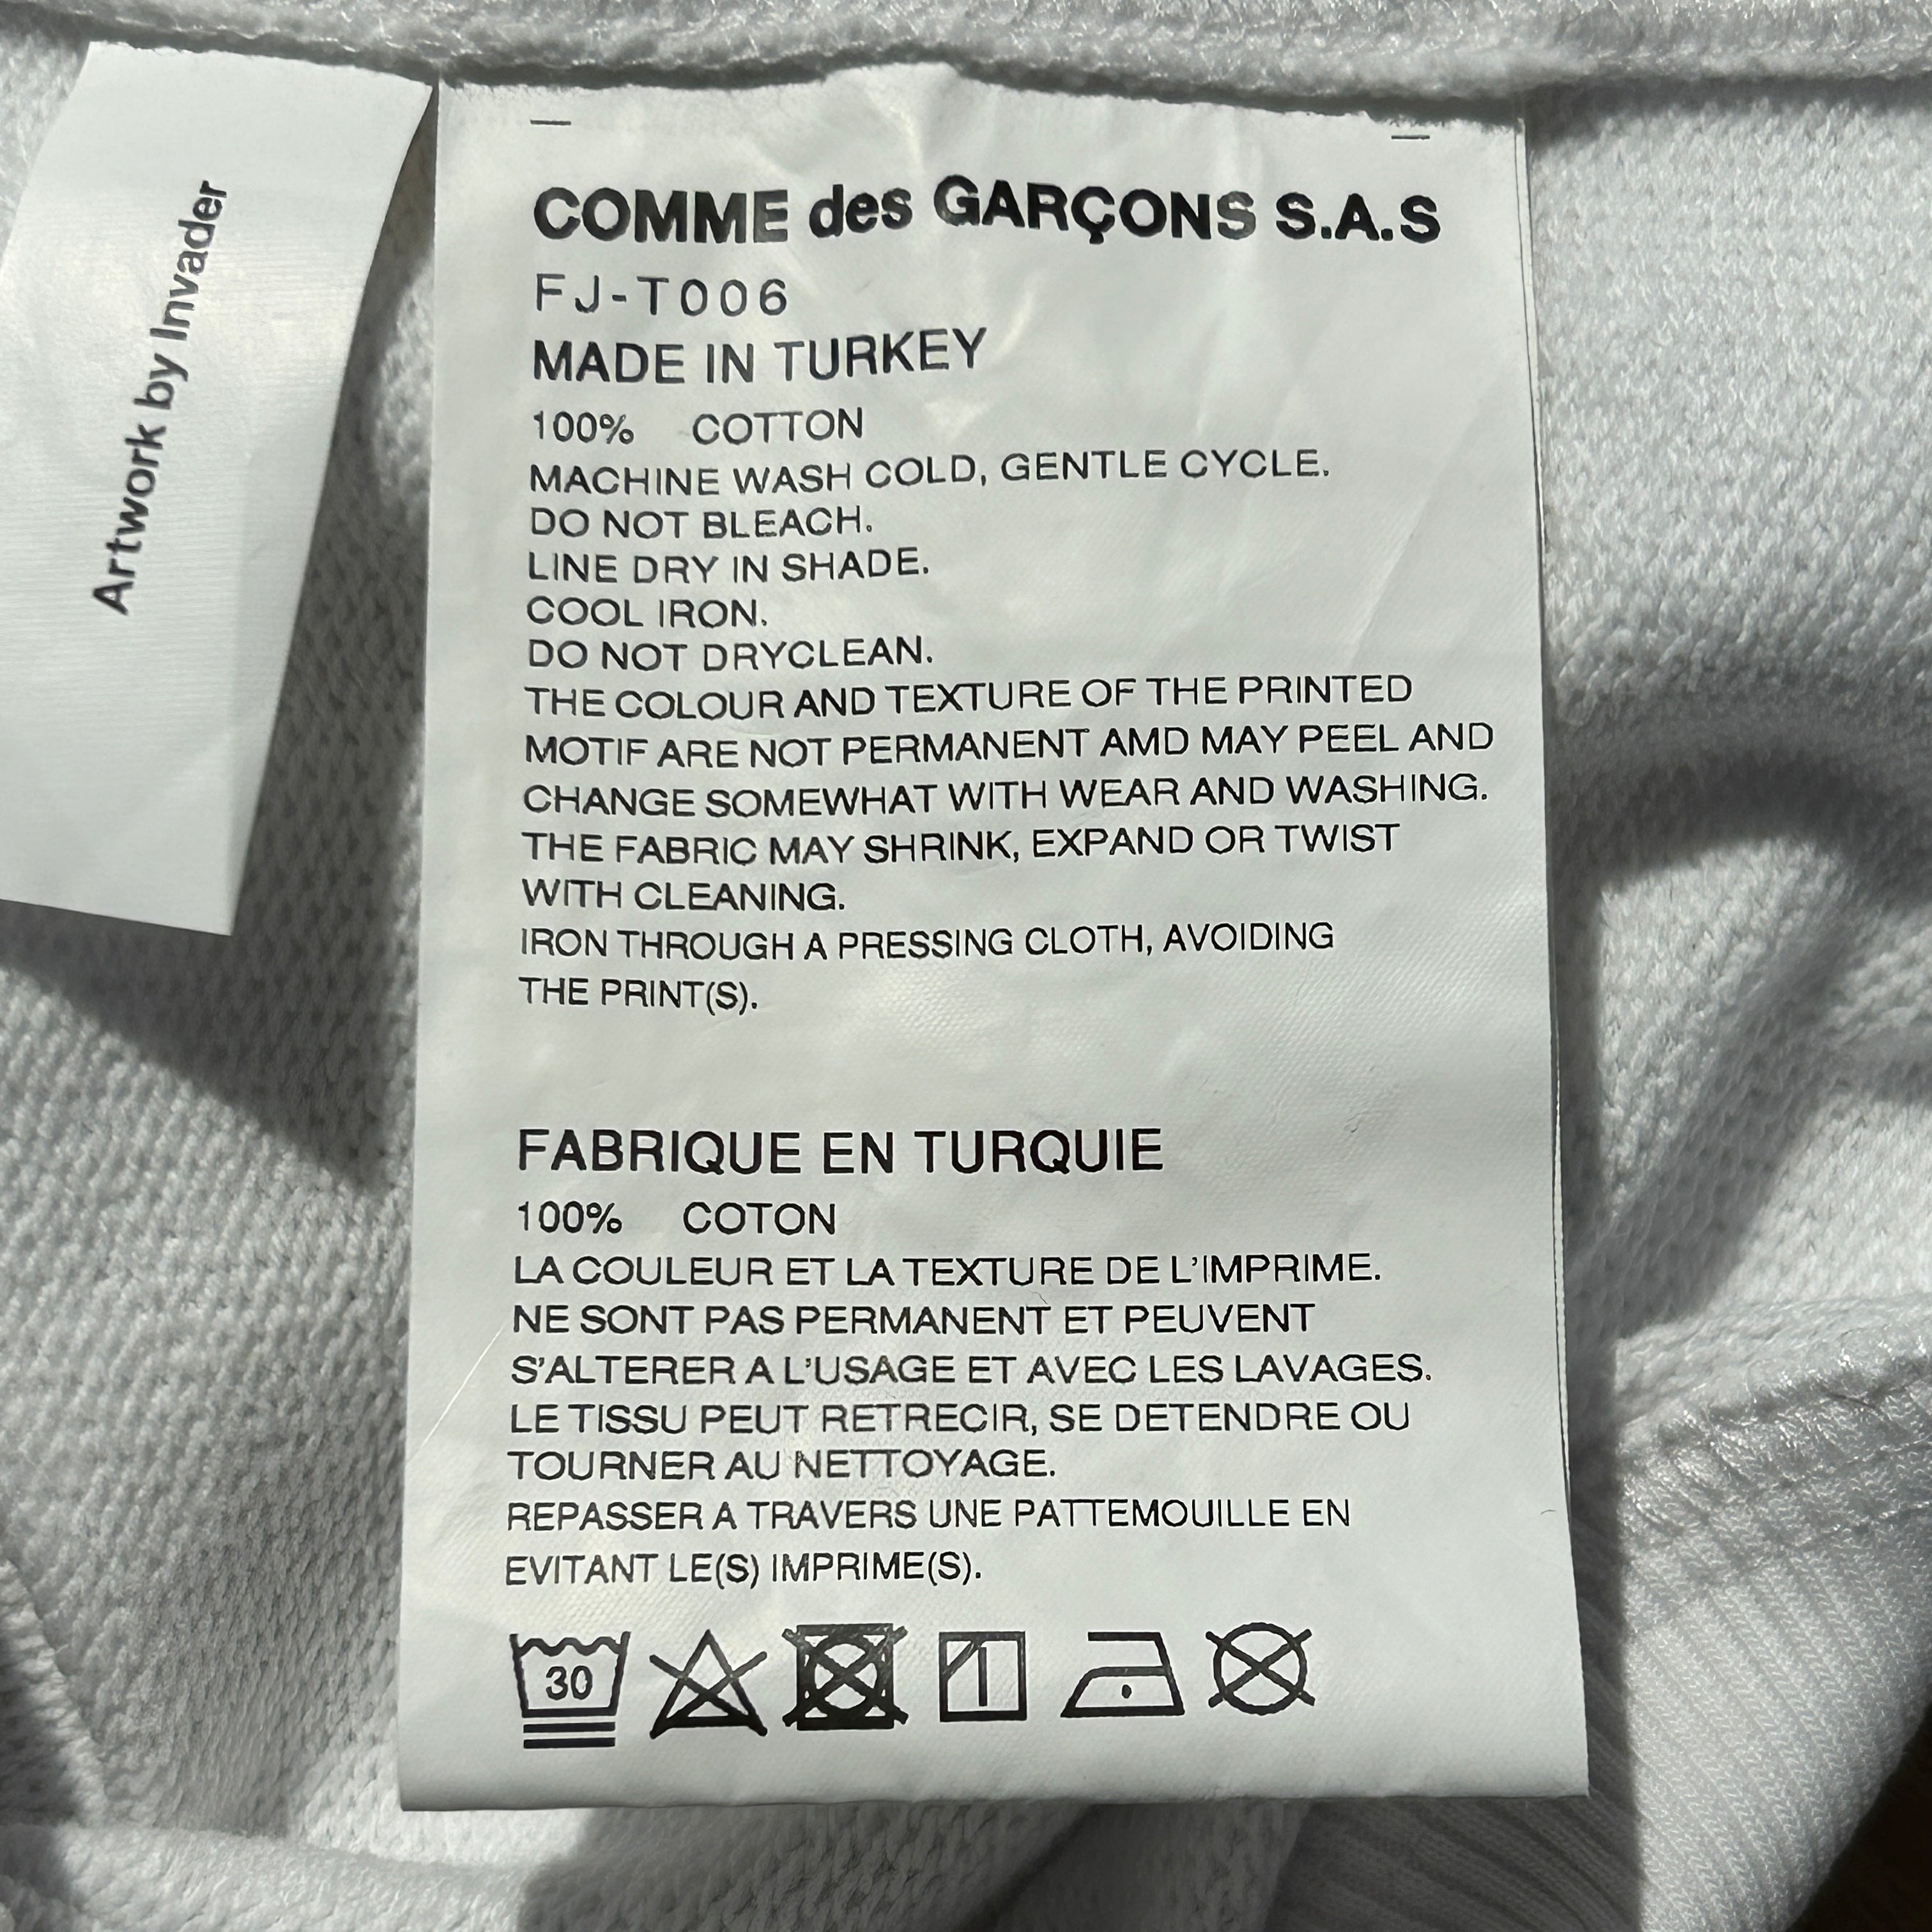 Artwork by Invader
COMME des GARÇONS S.A.S
FJ-T006
MADE IN TURKEY
100% COTTON
MACHINE WASH COLD, GENTLE CYCLE.
DO NOT BLEACH.
LINE DRY IN SHADE.
COOL IRON.
DO NOT DRYCLEAN.
THE COLOUR AND TEXTURE OF THE PRINTED
MOTIF ARE NOT PERMANENT AMD MAY PEEL AND
CHANGE SOMEWHAT WITH WEAR AND WASHING.
THE FABRIC MAY SHRINK, EXPAND OR TWIST
WITH CLEANING.
IRON THROUGH A PRESSING CLOTH, AVOIDING
THE PRINT(S).
FABRIQUE EN TURQUIE
100% COTON
LA COULEUR ET LA TEXTURE DE L'IMPRIME.
NE SONT PAS PERMANENT ET PEUVENT
S'ALTERER A L'USAGE ET AVEC LES LAVAGES.
LE TISSU PEUT RETRECIR, SE DETENDRE OU
TOURNER AU NETTOYAGE.
REPASSER A TRAVERS UNE PATTEMOUILLE EN
EVITANT LE(S) IMPRIME(S).
30